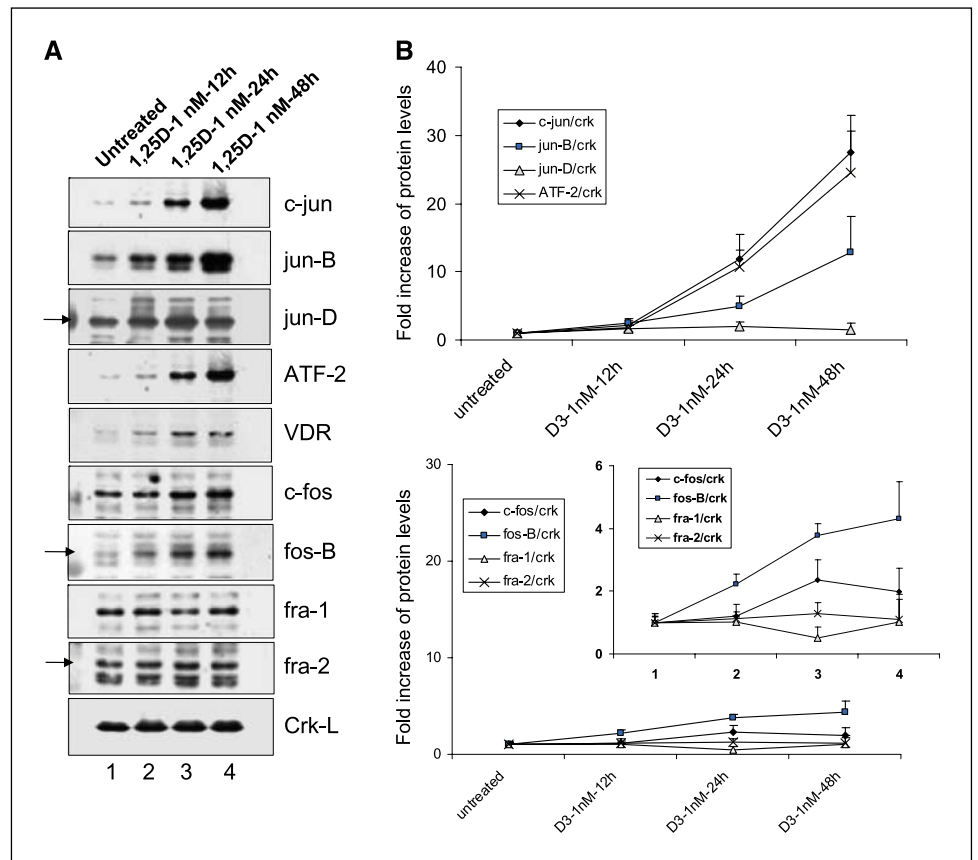 A
Untreated
1,25D-1 nM-12h
1,25D-1 nM-24h
1,25D-1 nM-48h
c-jun
jun-B
jun-D
ATF-2
VDR
c-fos
fos-B
fra-1
fra-2
Crk-L
1 2 3 4
B
Fold increase of protein levels
40
30
20
10
0
c-jun/crk
jun-B/crk
jun-D/crk
ATF-2/crk
untreated
D3-1nM-12h
D3-1nM-24h
D3-1nM-48h
Fold increase of protein levels
30
20
10
0
c-fos/crk
fos-B/crk
fra-1/crk
fra-2/crk
untreated
D3-1nM-12h
D3-1nM-24h
D3-1nM-48h
6
4
2
0
c-fos/crk
fos-B/crk
fra-1/crk
fra-2/crk
1 2 3 4